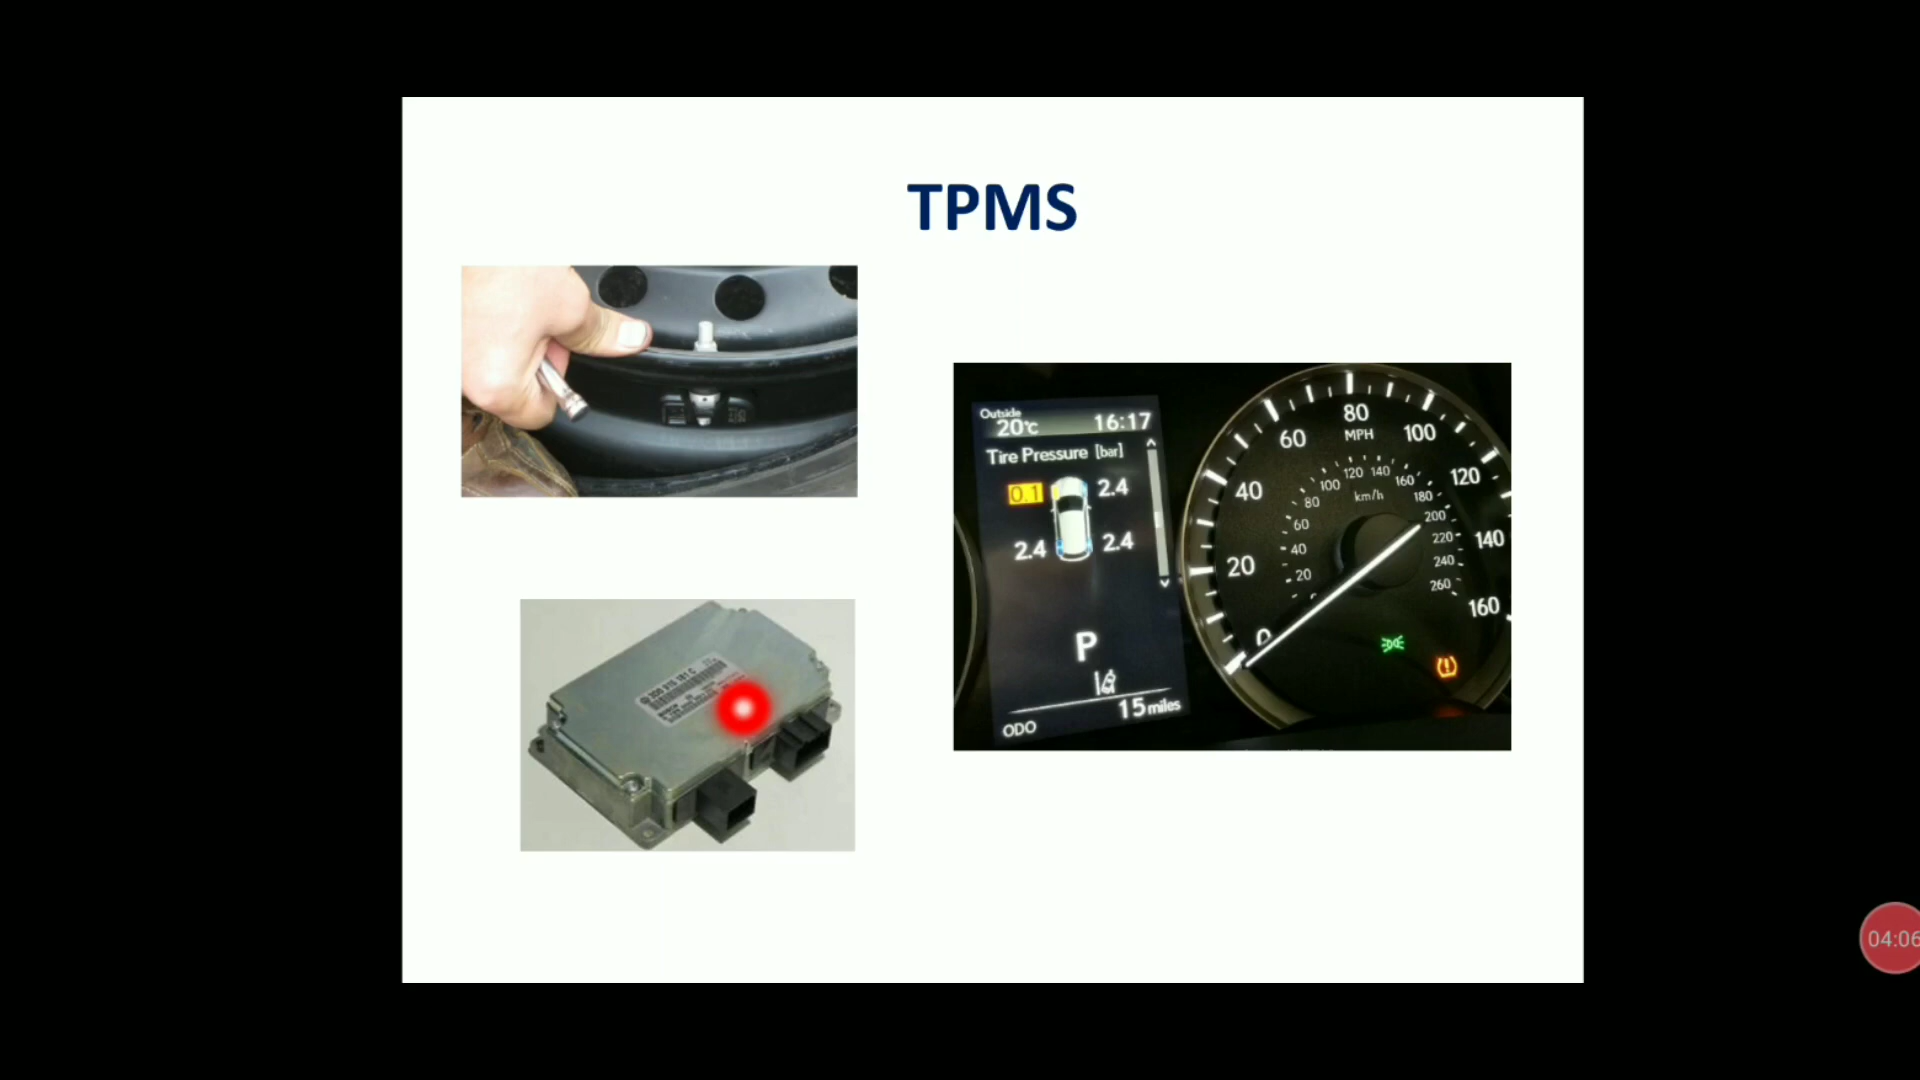 TPMS
Outside
20°C 16:17
Tire Pressure [bar]
0.1 2.4
2.4 2.4
P
15 miles
ODO
0
20
40
60
80
MPH
100
120
140
160
km/h
20
40
60
80
100
120
140
160
180
200
220
240
260
04:06